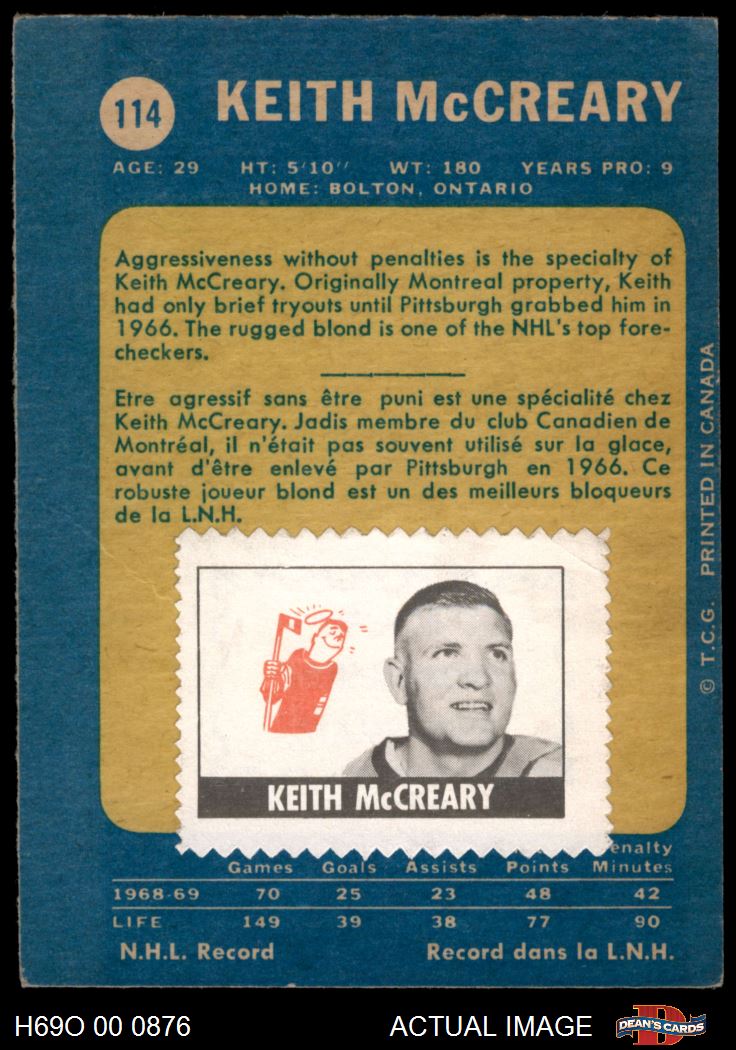 114
KEITH McCREARY
AGE: 29 HT: 5'10'' WT: 180 YEARS PRO: 9
HOME: BOLTON, ONTARIO
Aggressiveness without penalties is the specialty of
Keith McCreary. Originally Montreal property, Keith
had only brief tryouts until Pittsburgh grabbed him in
1966. The rugged blond is one of the NHL's top fore-
checkers.
Etre agressif sans être puni est une spécialité chez
Keith McCreary. Jadis membre du club Canadien de
Montréal, il n'était pas souvent utilisé sur la glace,
avant d'être enlevé par Pittsburgh en 1966. Ce
robuste joueur blond est un des meilleurs bloqueurs
de la L.N.H.
KEITH McCREARY
enalty
Games Goals Assists Points Minutes
1968-69 70 25 23 48 42
LIFE 149 39 38 77 90
N.H.L. Record Record dans la L.N.H.
© T.C.G. PRINTED IN CANADA
H69O 00 0876 ACTUAL IMAGE DEAN'S CARDS